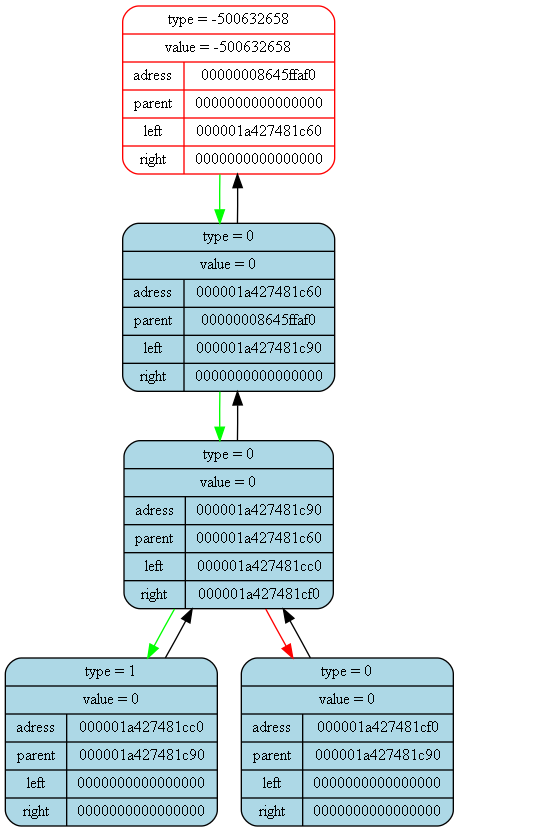 type = -500632658
value = -500632658
adress 00000008645ffaf0
parent 0000000000000000
left 000001a427481c60
right 0000000000000000
type = 0
value = 0
adress 000001a427481c60
parent 00000008645ffaf0
left 000001a427481c90
right 0000000000000000
type = 0
value = 0
adress 000001a427481c90
parent 000001a427481c60
left 000001a427481cc0
right 000001a427481cf0
type = 1
value = 0
adress 000001a427481cc0
parent 000001a427481c90
left 0000000000000000
right 0000000000000000
type = 0
value = 0
adress 000001a427481cf0
parent 000001a427481c90
left 0000000000000000
right 0000000000000000